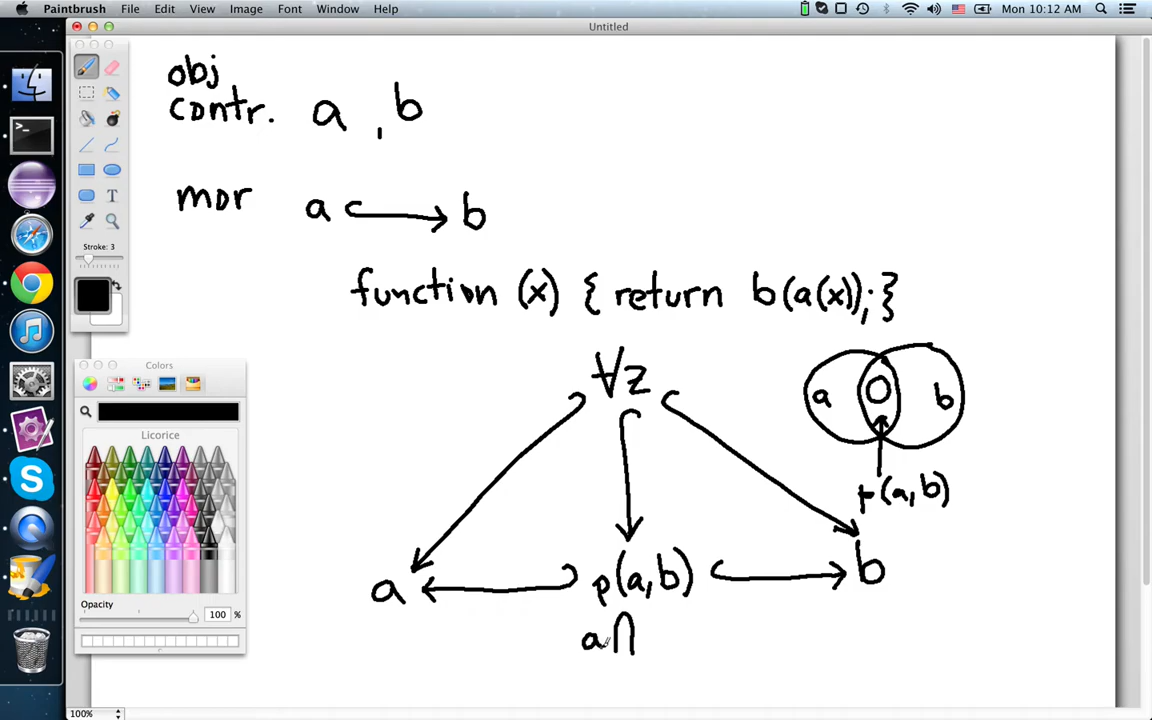 Paintbrush File Edit View Image Font Window Help Mon 10:12 AM
Untitled
obj
contr. a , b
mor a b
Stroke: 3
function (x) { return b(a(x)); }
∀z
a b
Colors
Licorice
p(a,b)
a p(a,b) b
a∩
Opacity
100 %
100%